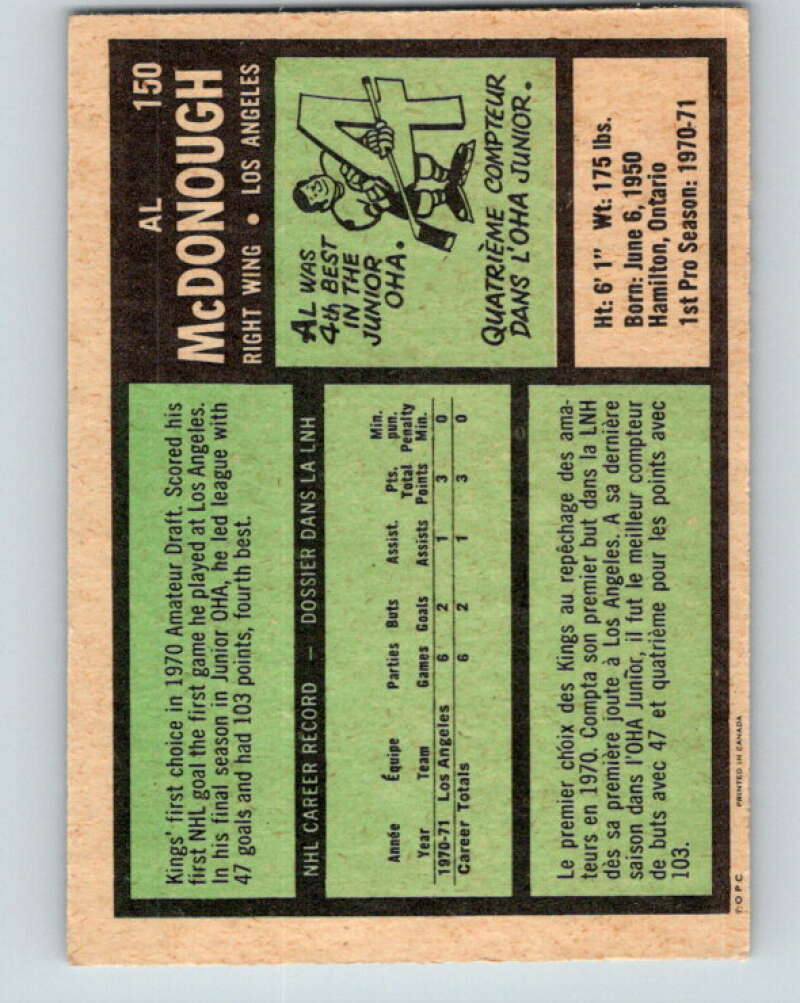 AL 150
McDONOUGH
RIGHT WING • LOS ANGELES
Kings' first choice in 1970 Amateur Draft. Scored his
first NHL goal the first game he played at Los Angeles.
In his final season in Junior OHA, he led league with
47 goals and had 103 points, fourth best.
AL WAS
4th BEST
IN THE
JUNIOR
OHA.
4
QUATRIÈME COMPTEUR
DANS L'OHA JUNIOR.
NHL CAREER RECORD — DOSSIER DANS LA LNH
Année Équipe Parties Buts Assist. Pts. Min. pun.
Year Team Games Goals Assists Total Points Penalty Min.
1970-71 Los Angeles 6 2 1 3 0
Career Totals 6 2 1 3 0
Ht: 6' 1" Wt: 175 lbs.
Born: June 6, 1950
Hamilton, Ontario
1st Pro Season: 1970-71
Le premier choix des Kings au repêchage des ama-
teurs en 1970. Compta son premier but dans la LNH
dès sa première joute à Los Angeles. A sa dernière
saison dans l'OHA Junior, il fut le meilleur compteur
de buts avec 47 et quatrième pour les points avec
103.
O P C PRINTED IN CANADA